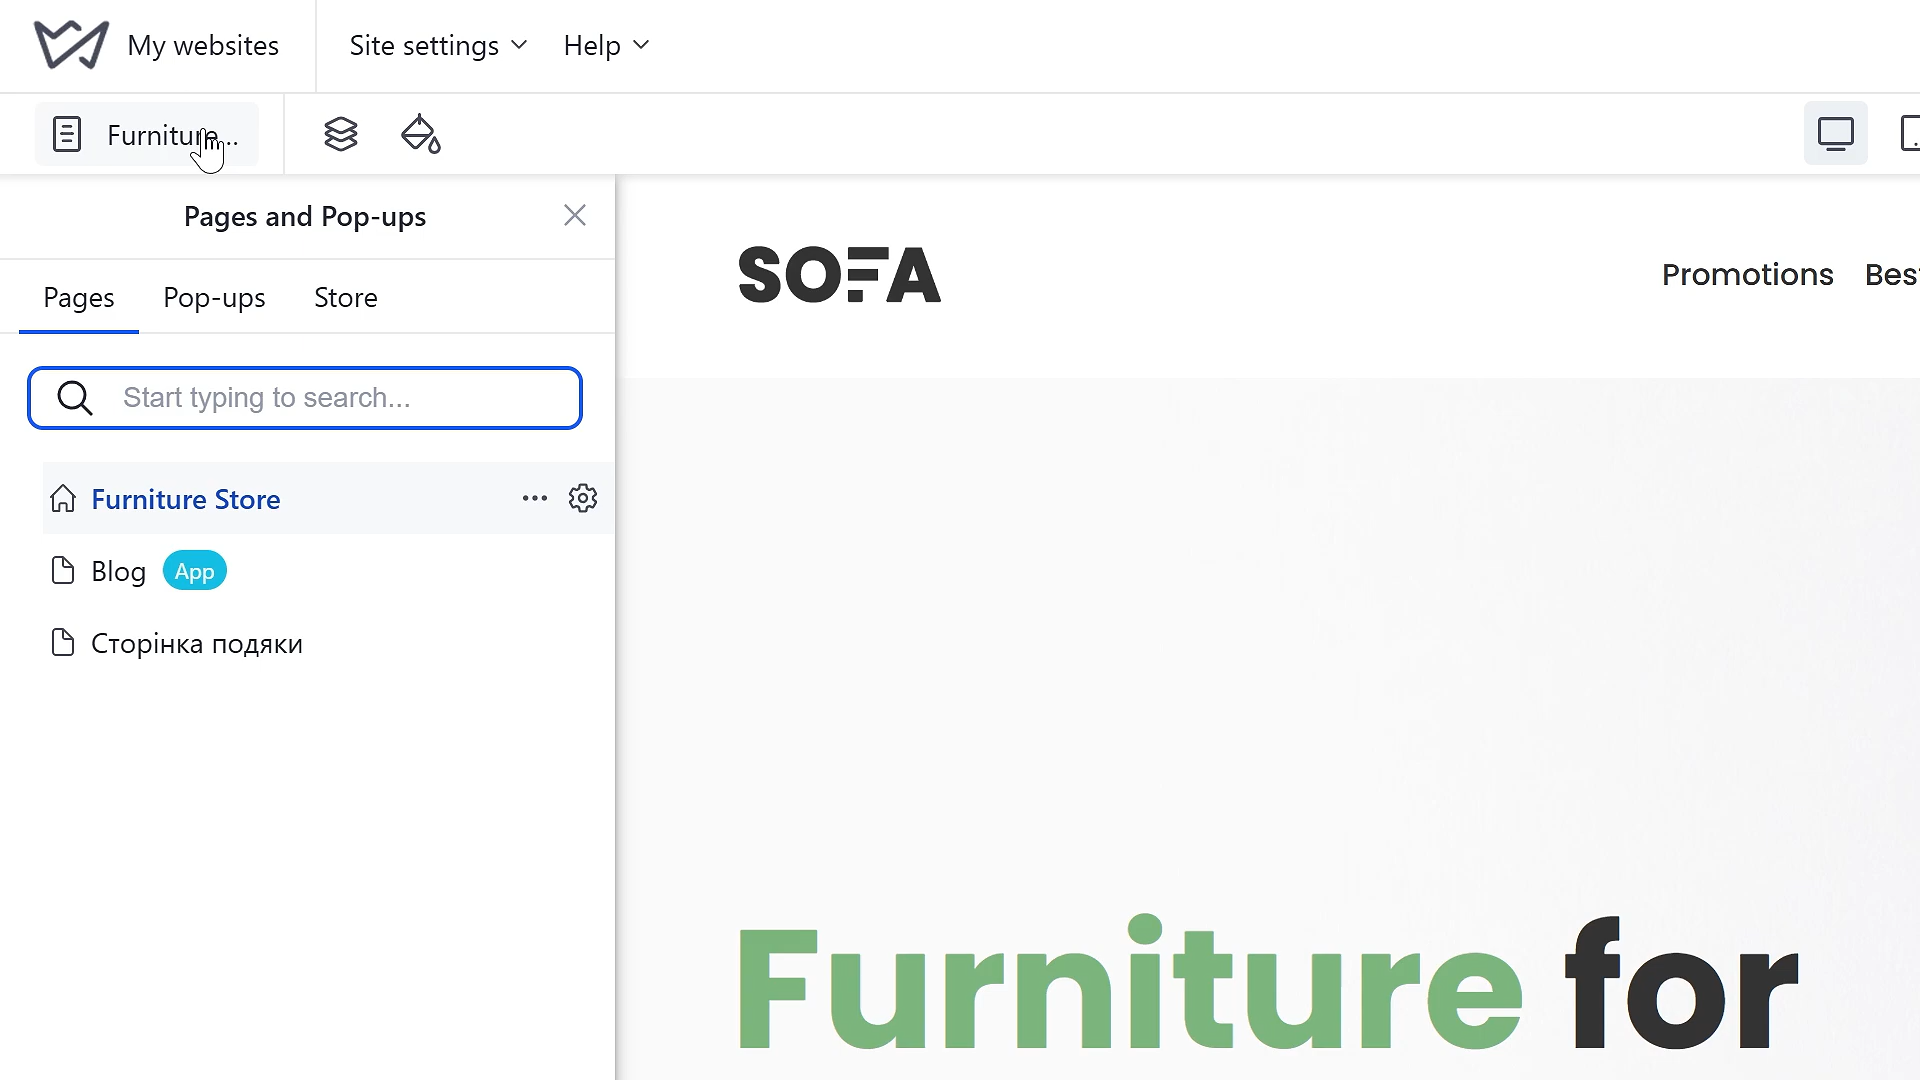 My websites
Site settings
Help
Furniture...
Pages and Pop-ups
Pages
Pop-ups
Store
Start typing to search...
Furniture Store
Blog
App
Сторінка подяки
SOFA
Promotions
Bes
Furniture for